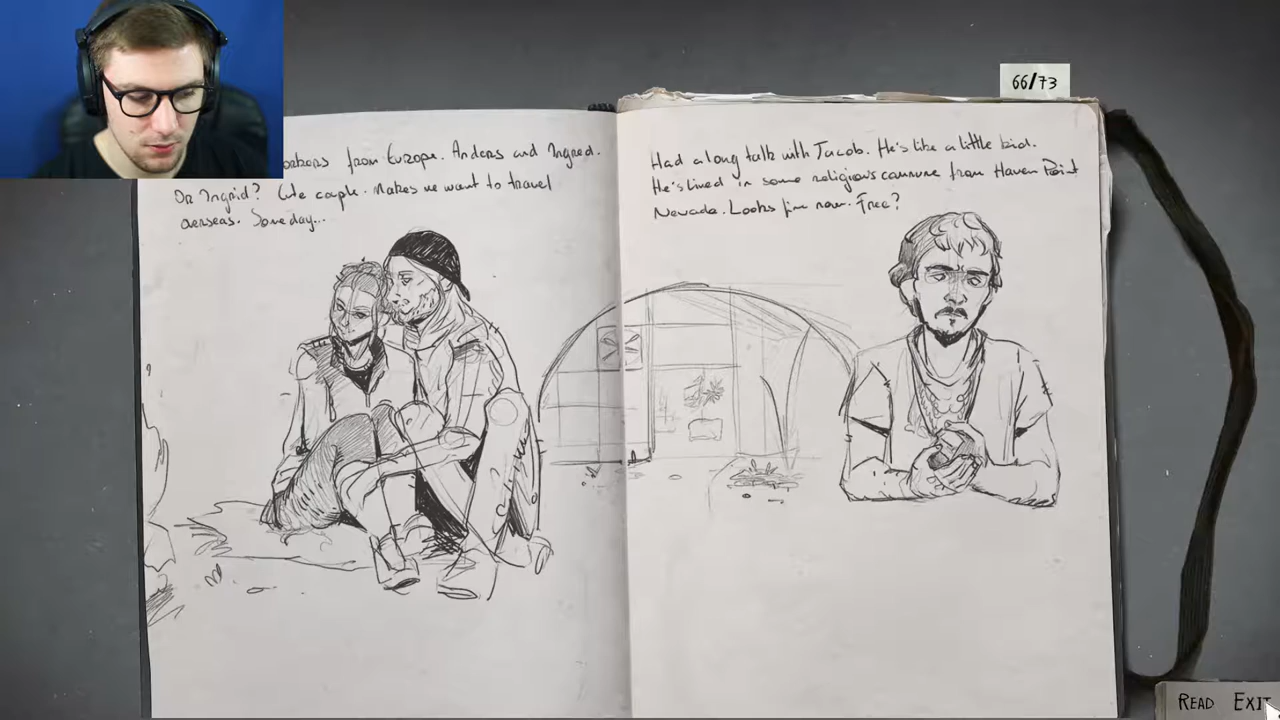 66/73
from Europe. Anders and Ingred.
Or Ingrid? Cute couple. Makes me want to travel
overseas. Someday...
Had a long talk with Jacob. He's like a little kid.
He's lived in some religious commune from Haven Point
Nevada. Looks fine now. Free?
READ EXIT